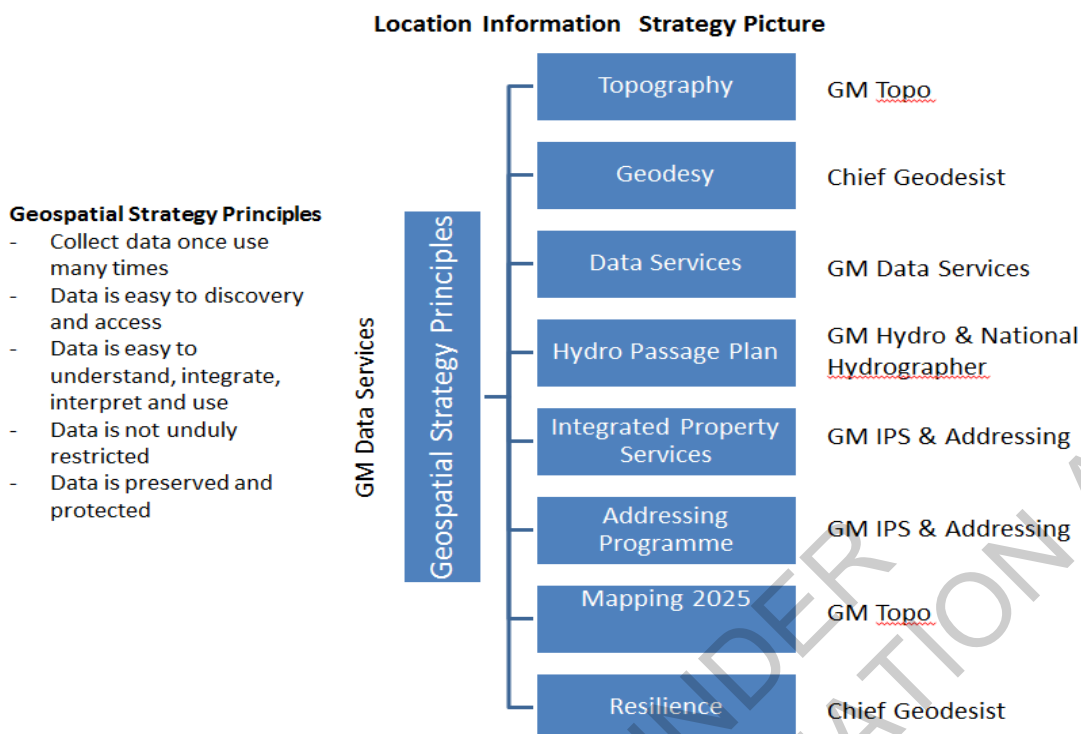 Location Information Strategy Picture
Geospatial Strategy Principles
- Collect data once use
many times
- Data is easy to discovery
and access
- Data is easy to
understand, integrate,
interpret and use
- Data is not unduly
restricted
- Data is preserved and
protected
GM Data Services
Geospatial Strategy Principles
Topography
GM Topo
Geodesy
Chief Geodesist
Data Services
GM Data Services
Hydro Passage Plan
GM Hydro & National
Hydrographer
Integrated Property
Services
GM IPS & Addressing
Addressing
Programme
GM IPS & Addressing
Mapping 2025
GM Topo
Resilience
Chief Geodesist
UNDER